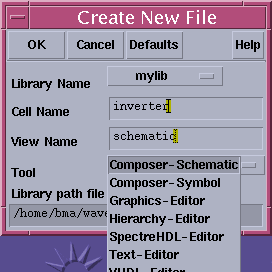 Create New File
OK Cancel Defaults Help
Library Name mylib
Cell Name inverter
View Name schematic
Tool Composer-Schematic
Composer-Symbol
Library path file Graphics-Editor
/home/bma/wave Hierarchy-Editor
SpectreHDL-Editor
Text-Editor
VHDL-Editor